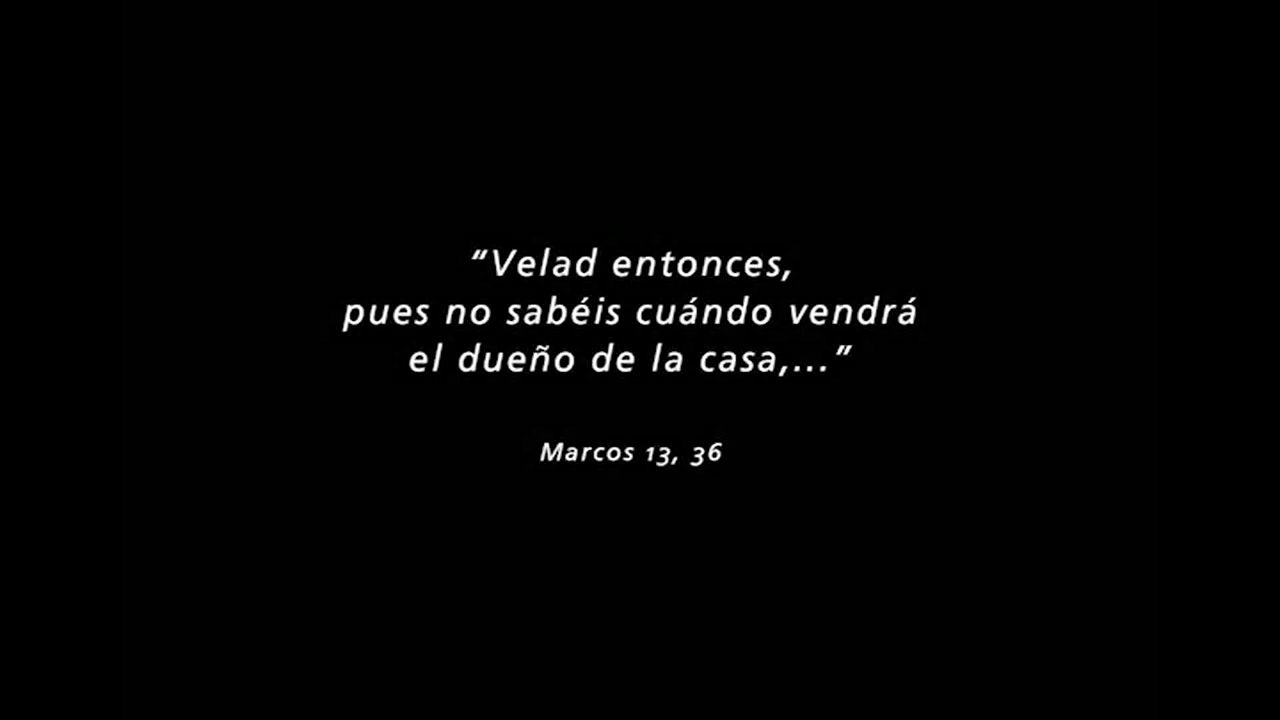 “Velad entonces,
pues no sabéis cuándo vendrá
el dueño de la casa,...”
Marcos 13, 36